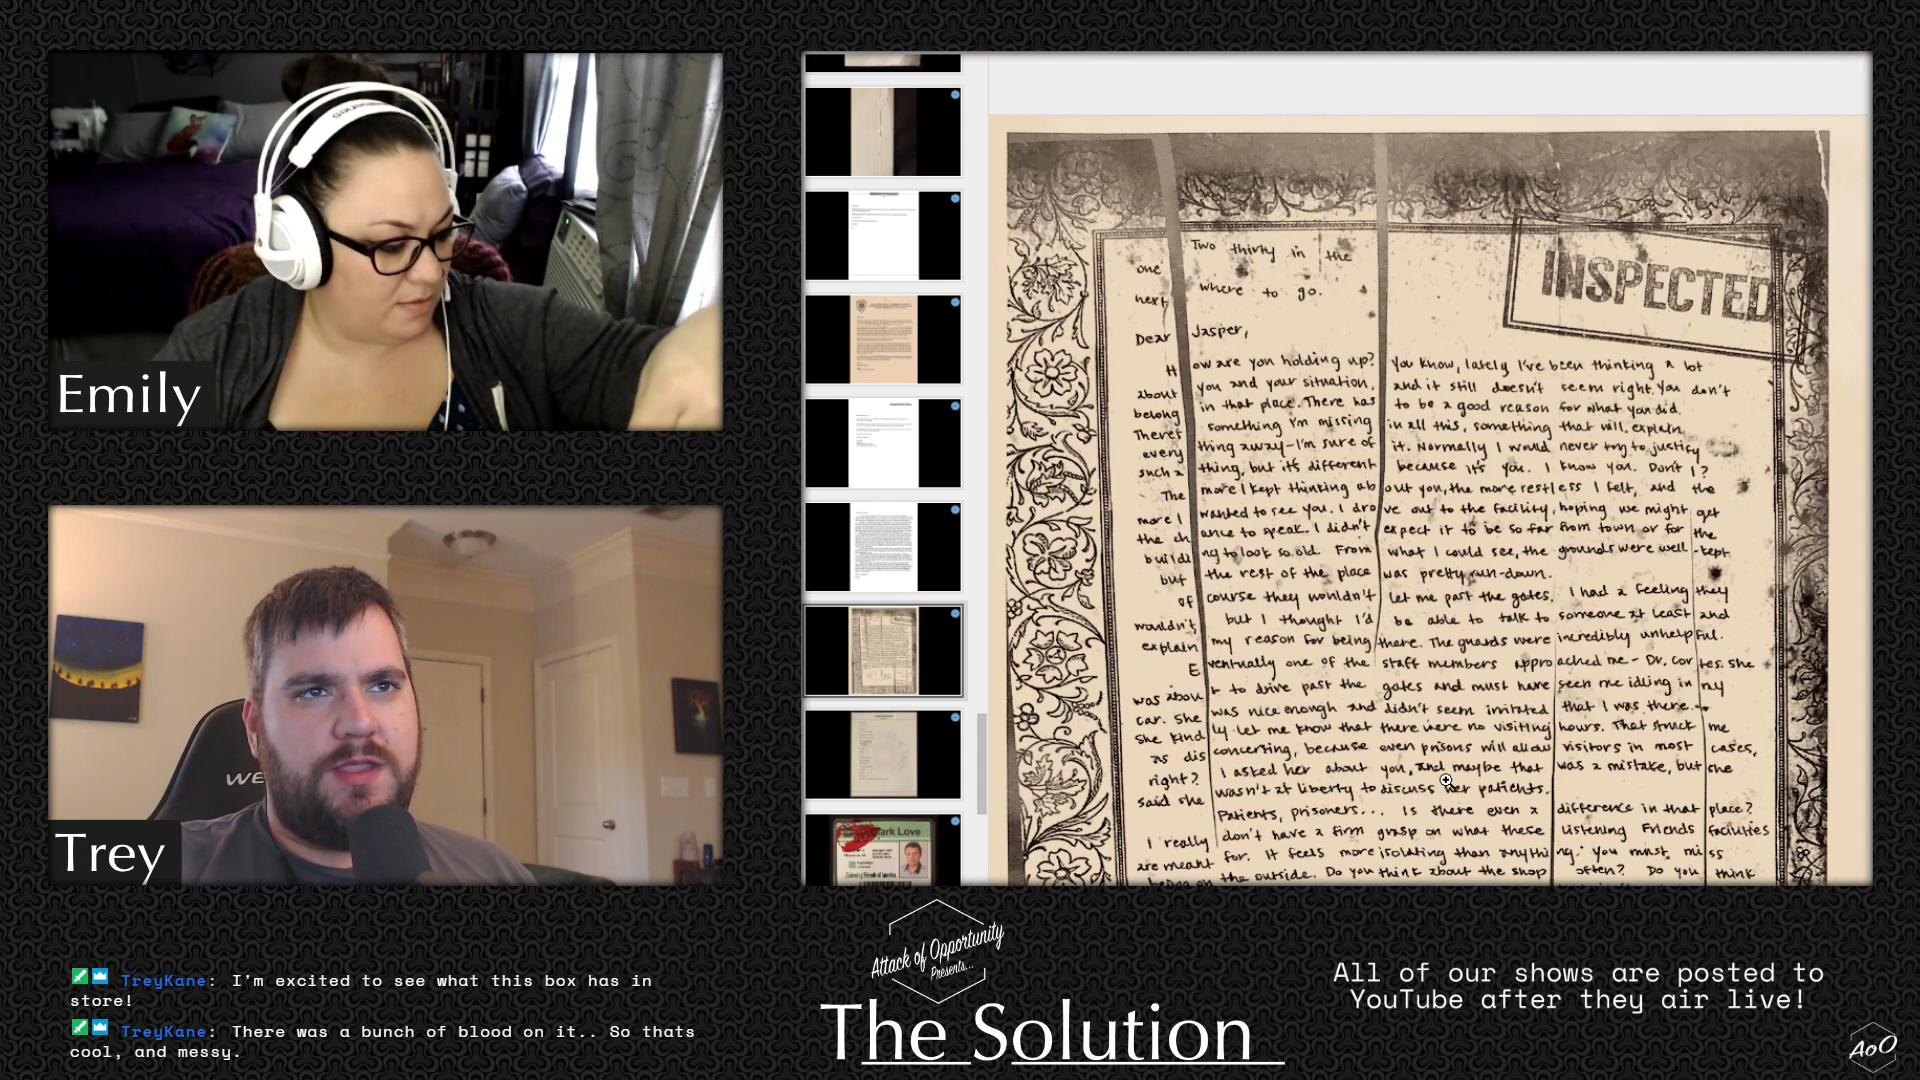 Emily
Trey
Two thirty in the
one where to go.
next
INSPECTED
Dear Jasper,
How are you holding up? You know, lately I've been thinking a lot
about you and your situation, and it still doesn't seem right. You don't
belong in that place. There has to be a good reason for what you did.
There's something I'm missing in all this, something that will explain
every thing away—I'm sure of it. Normally I would never try to justify
such a thing, but it's different because it's you. I know you. Don't I?
The more I kept thinking about you, the more restless I felt, and the
more I wanted to see you. I drove out to the facility, hoping we might get
the chance to speak. I didn't expect it to be so far from town or for the
building to look so old. From what I could see, the grounds were well-kept
but the rest of the place was pretty run-down.
of course they wouldn't let me past the gates. I had a feeling they
wouldn't but I thought I'd be able to talk to someone at least and
explain my reason for being there. The guards were incredibly unhelpful.
Eventually one of the staff members approached me – Dr. Cortes. She
was about to drive past the gates and must have seen me idling in my
car. She was nice enough and didn't seem irritated that I was there.
She kindly let me know that there were no visiting hours. That struck me
as disconcerting, because even prisons will allow visitors in most cases,
right? I asked her about you, and maybe that was a mistake, but she
said she wasn't at liberty to discuss her patients.
Patients, prisoners... Is there even a difference in that place?
I really don't have a firm grasp on what these Listening Friends facilities
are meant for. It feels more isolating than anything. You must miss
being on the outside. Do you think about the shop often? Do you think
Clark Love
Listening Friends of America
TreyKane: I'm excited to see what this box has in
store!
TreyKane: There was a bunch of blood on it.. So thats
cool, and messy.
Attack of Opportunity
Presents...
The Solution
All of our shows are posted to
YouTube after they air live!
AoO